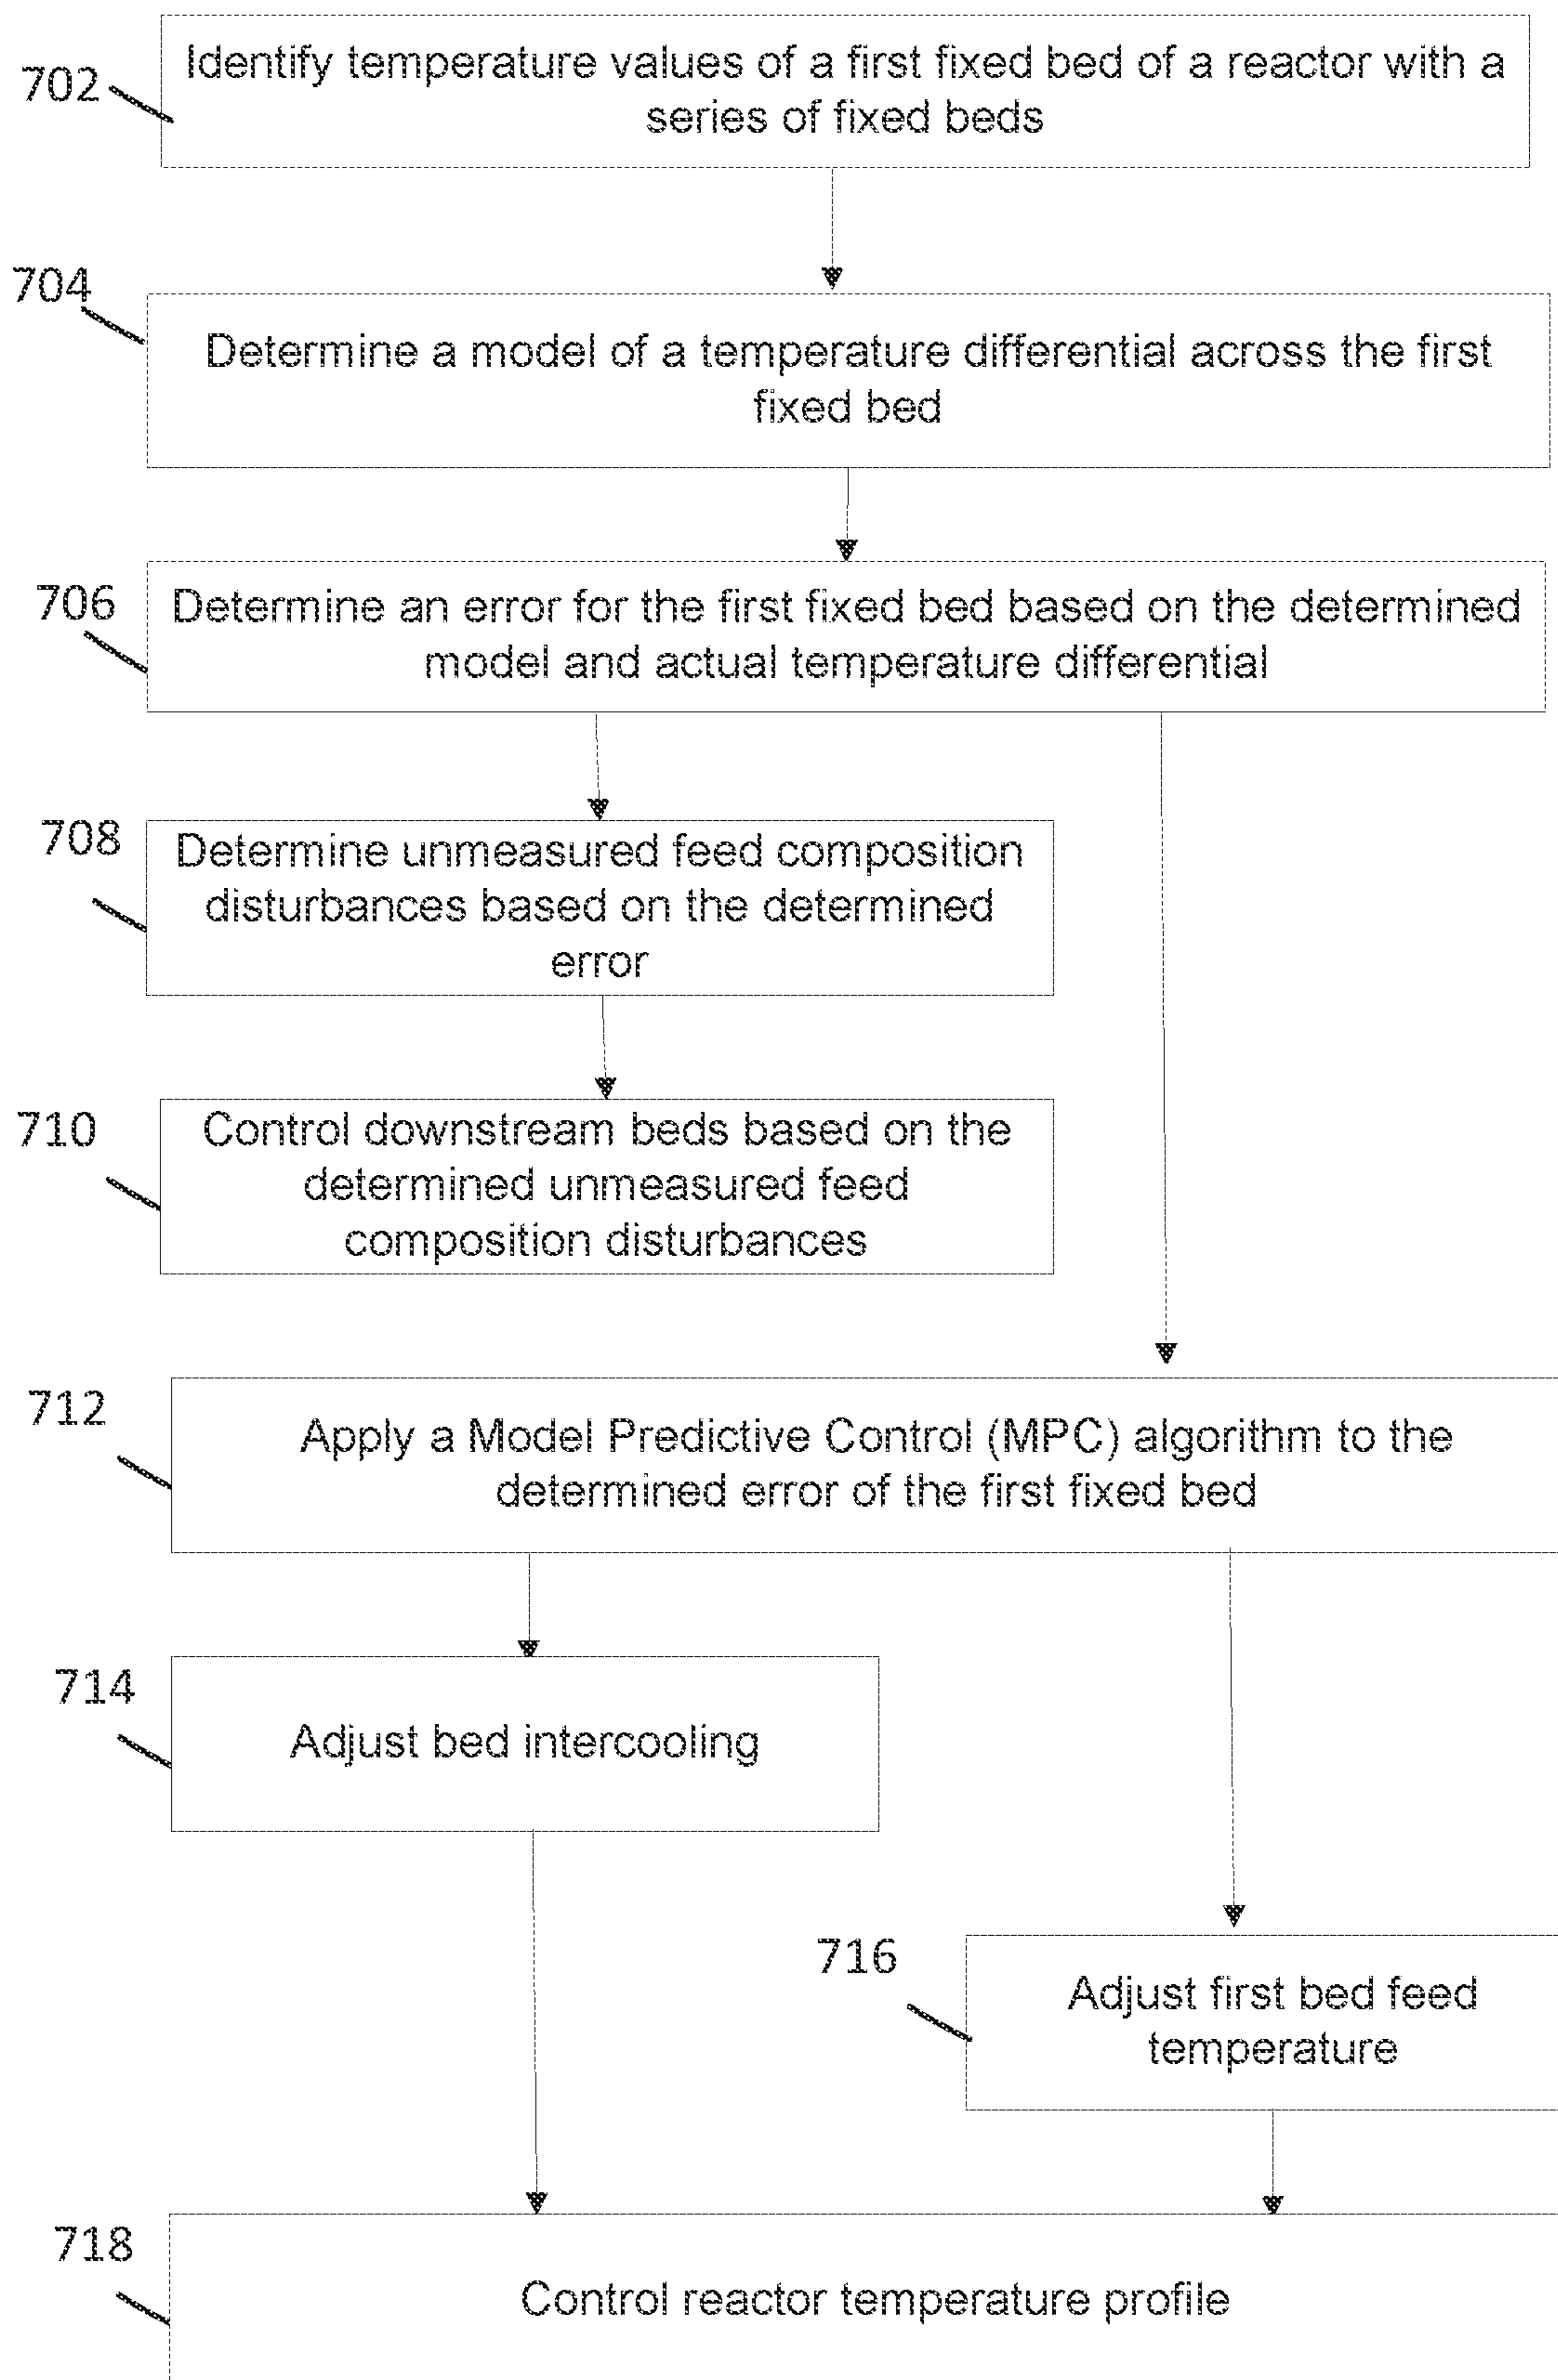 702
Identify temperature values of a first fixed bed of a reactor with a
series of fixed beds
704
Determine a model of a temperature differential across the first
fixed bed
706
Determine an error for the first fixed bed based on the determined
model and actual temperature differential
708
Determine unmeasured feed composition
disturbances based on the determined
error
710
Control downstream beds based on the
determined unmeasured feed
composition disturbances
712
Apply a Model Predictive Control (MPC) algorithm to the
determined error of the first fixed bed
714
Adjust bed intercooling
716
Adjust first bed feed
temperature
718
Control reactor temperature profile